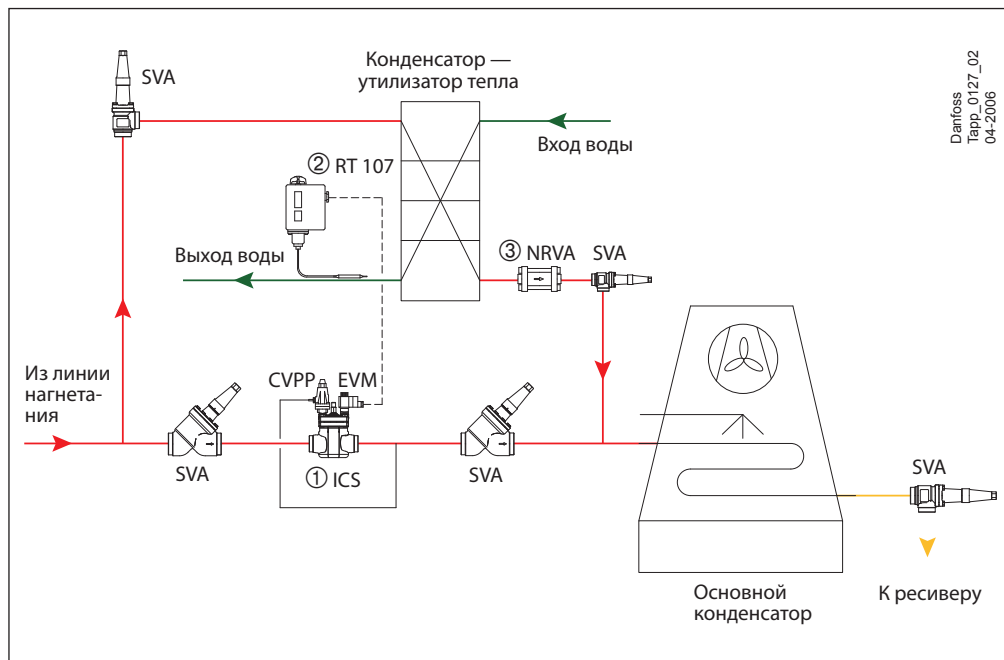 Конденсатор —
утилизатор тепла
SVA
Danfoss
Tapp_0127_02
04-2006
Вход воды
② RT 107
Выход воды
③ NRVA
SVA
Из линии
нагнета-
ния
CVPP
EVM
SVA
① ICS
SVA
SVA
Основной
конденсатор
К ресиверу